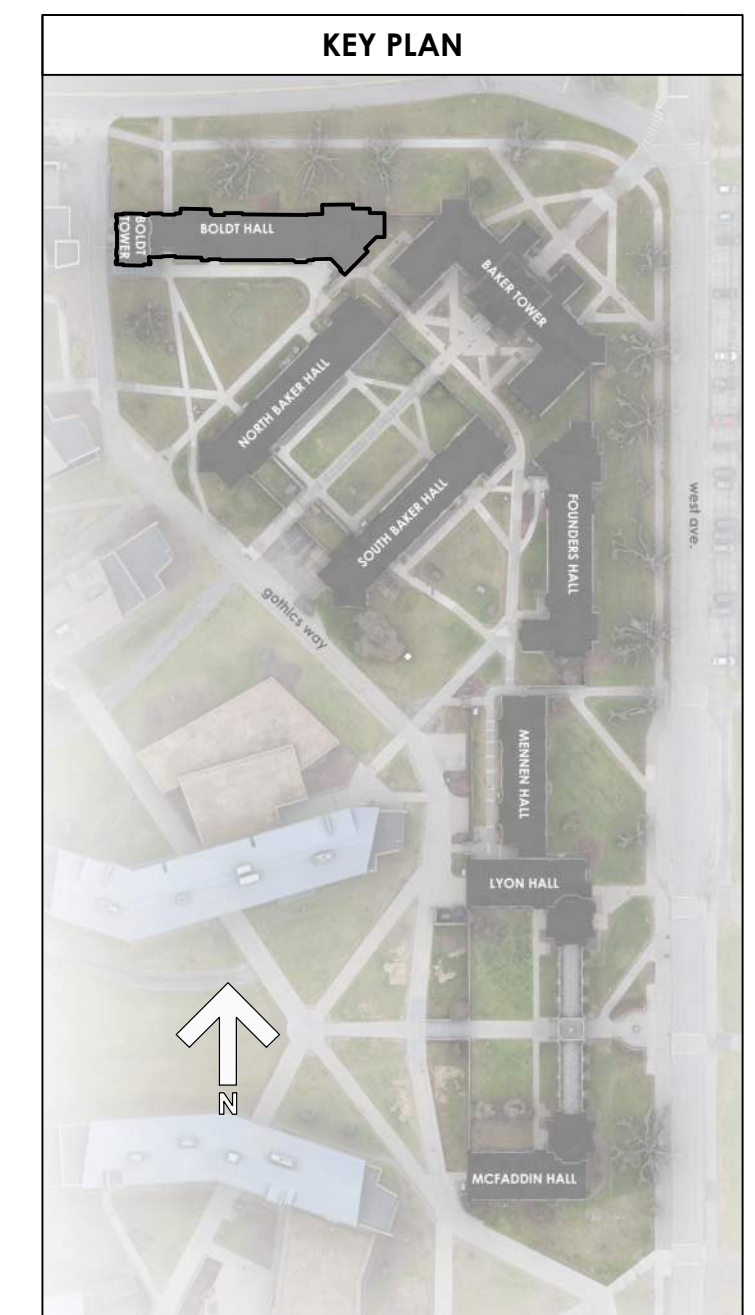 KEY PLAN
BOLDT HALL
BOLDT
TOWER
BAKER TOWER
NORTH BAKER HALL
SOUTH BAKER HALL
FOUNDERS HALL
west ave.
gothics way
MENNEN HALL
LYON HALL
N
MCFADDIN HALL